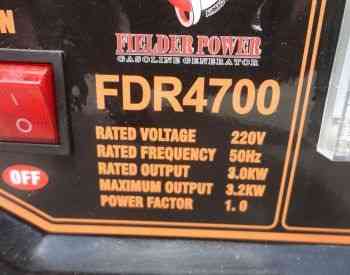 N
FIELDER POWER
GASOLINE GENERATOR
FDR4700
RATED VOLTAGE 220V
RATED FREQUENCY 50Hz
RATED OUTPUT 3.0KW
MAXIMUM OUTPUT 3.2KW
POWER FACTOR 1.0
OFF